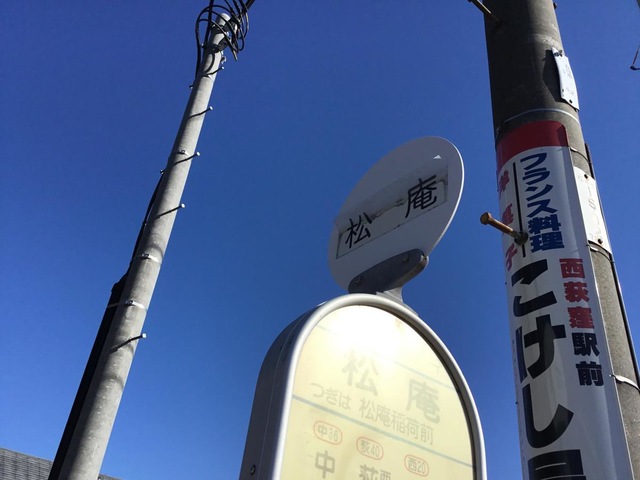 松庵
松庵
つぎは 松庵稲荷前
中36
荻40
西20
中
荻
フランス料理
こけし
西荻窪駅前